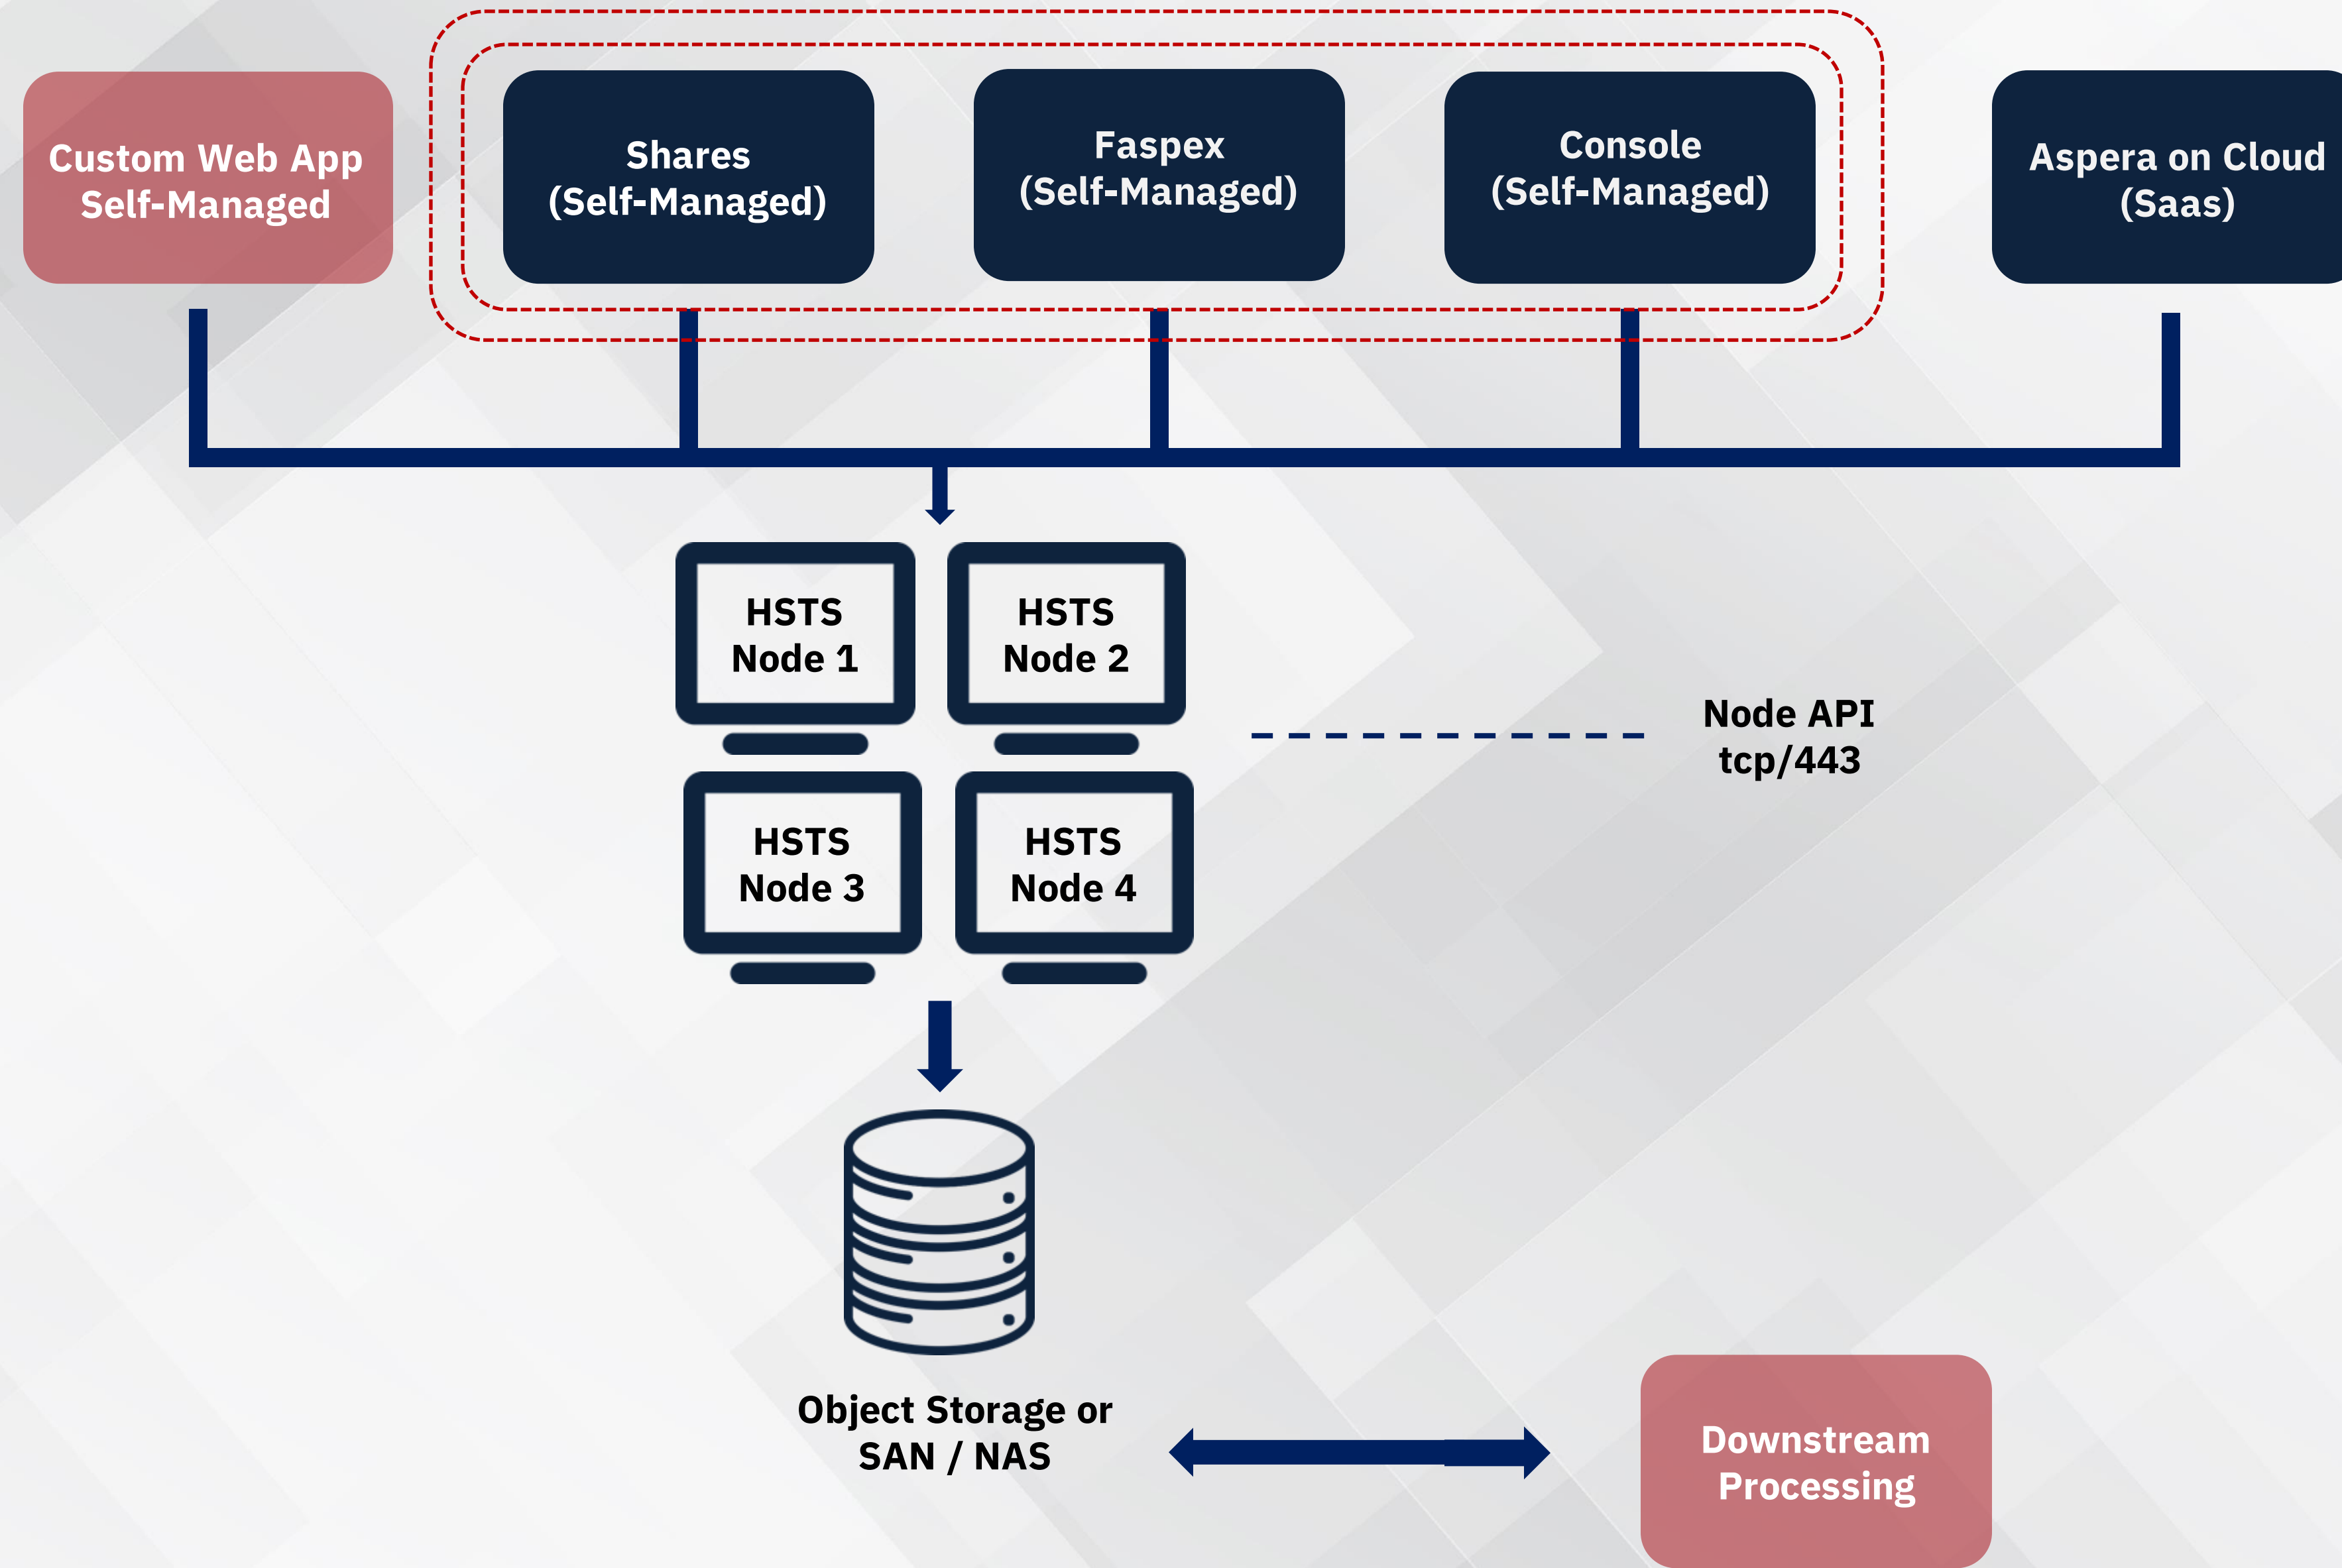 Custom Web App
Self-Managed
Shares
(Self-Managed)
Faspex
(Self-Managed)
Console
(Self-Managed)
Aspera on Cloud
(Saas)
HSTS
Node 1
HSTS
Node 2
Node API
tcp/443
HSTS
Node 3
HSTS
Node 4
Object Storage or
SAN / NAS
Downstream
Processing